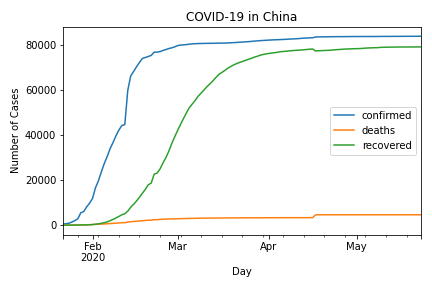 COVID-19 in China
Number of Cases
80000
60000
40000
20000
0
confirmed
deaths
recovered
Feb
2020
Mar
Apr
May
Day